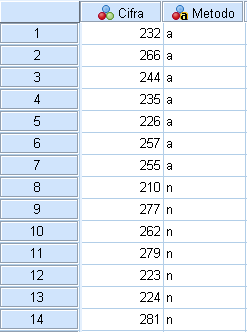 Cifra Metodo
1 232 a
2 266 a
3 244 a
4 235 a
5 226 a
6 257 a
7 255 a
8 210 n
9 277 n
10 262 n
11 279 n
12 223 n
13 224 n
14 281 n